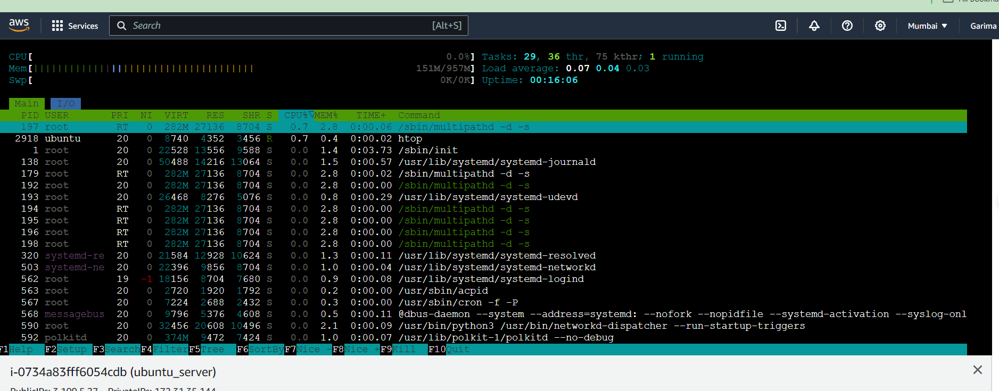 aws Services Search [Alt+S] Mumbai ▼ Garima
CPU[ 0.0%] Tasks: 29, 36 thr, 75 kthr; 1 running
Mem[||||||||||||||||||||||||||||||||||||| 151M/957M] Load average: 0.07 0.04 0.03
Swp[ 0K/0K] Uptime: 00:16:06
Main I/O
PID USER PRI NI VIRT RES SHR S CPU%▽MEM% TIME+ Command
197 root RT 0 282M 27136 8704 S 0.7 2.8 0:00.06 /sbin/multipathd -d -s
2918 ubuntu 20 0 8740 4352 3456 R 0.7 0.4 0:00.02 htop
1 root 20 0 22528 13556 9588 S 0.0 1.4 0:03.73 /sbin/init
138 root 20 0 50488 14216 13064 S 0.0 1.5 0:00.57 /usr/lib/systemd/systemd-journald
179 root RT 0 282M 27136 8704 S 0.0 2.8 0:00.02 /sbin/multipathd -d -s
192 root 20 0 282M 27136 8704 S 0.0 2.8 0:00.00 /sbin/multipathd -d -s
193 root 20 0 26468 8276 5076 S 0.0 0.8 0:00.29 /usr/lib/systemd/systemd-udevd
194 root RT 0 282M 27136 8704 S 0.0 2.8 0:00.00 /sbin/multipathd -d -s
195 root RT 0 282M 27136 8704 S 0.0 2.8 0:00.00 /sbin/multipathd -d -s
196 root RT 0 282M 27136 8704 S 0.0 2.8 0:00.00 /sbin/multipathd -d -s
198 root RT 0 282M 27136 8704 S 0.0 2.8 0:00.00 /sbin/multipathd -d -s
320 systemd-re 20 0 21584 12928 10624 S 0.0 1.3 0:00.11 /usr/lib/systemd/systemd-resolved
503 systemd-ne 20 0 22396 9856 8704 S 0.0 1.0 0:00.04 /usr/lib/systemd/systemd-networkd
562 root 19 -1 18156 8704 7680 S 0.0 0.9 0:00.08 /usr/lib/systemd/systemd-logind
563 root 20 0 2720 1920 1792 S 0.0 0.2 0:00.00 /usr/sbin/acpid
567 root 20 0 7224 2688 2432 S 0.0 0.3 0:00.00 /usr/sbin/cron -f -P
568 messagebus 20 0 9796 5376 4608 S 0.0 0.5 0:00.11 @dbus-daemon --system --address=systemd: --nofork --nopidfile --systemd-activation --syslog-onl
590 root 20 0 32456 20608 10496 S 0.0 2.1 0:00.09 /usr/bin/python3 /usr/bin/networkd-dispatcher --run-startup-triggers
592 polkitd 20 0 374M 9472 7424 S 0.0 1.0 0:00.07 /usr/lib/polkit-1/polkitd --no-debug
F1Help F2Setup F3SearchF4FilterF5Tree F6SortByF7Nice -F8Nice +F9Kill F10Quit
i-0734a83fff6054cdb (ubuntu_server)
PublicIPs: 3.109.5.27 PrivateIPs: 172.31.35.144